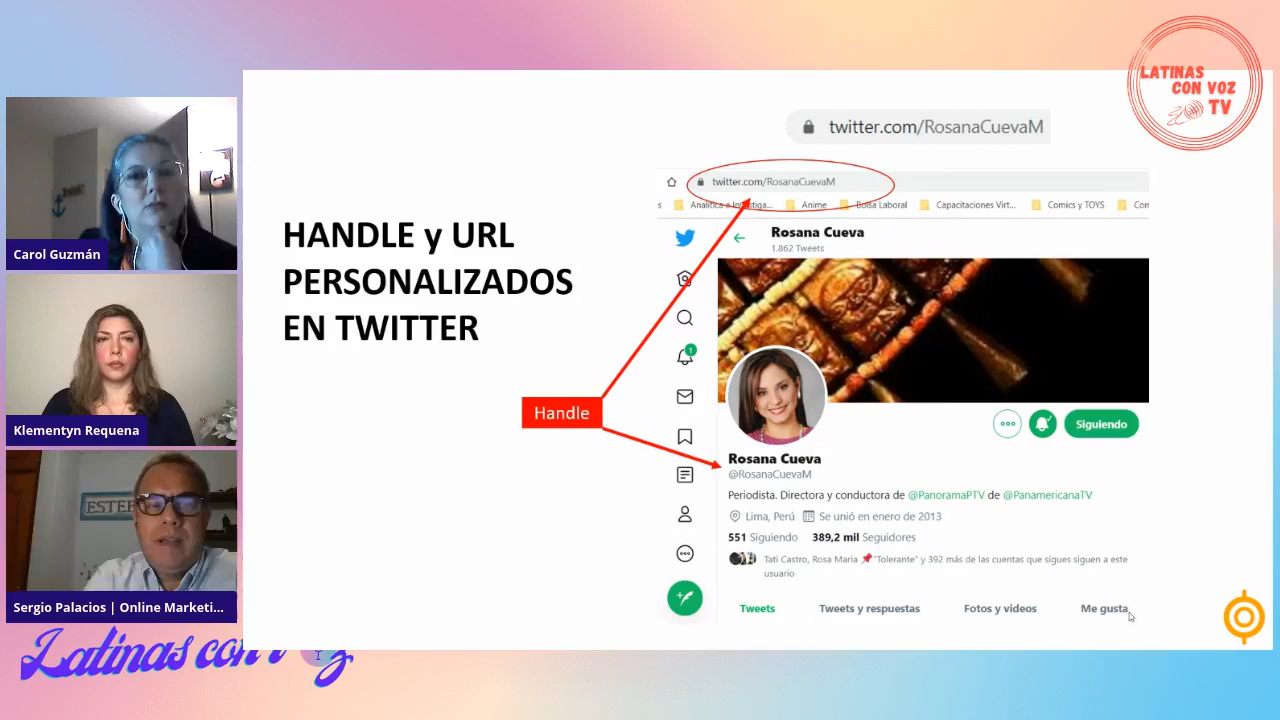 LATINAS
CON VOZ
TV
twitter.com/RosanaCuevaM
twitter.com/RosanaCuevaM
s Analítica e Investiga... Anime Bolsa Laboral Capacitaciones Virt... Comics y TOYS Con
Rosana Cueva
1.862 Tweets
HANDLE y URL
PERSONALIZADOS
EN TWITTER
Handle
1
Siguiendo
Rosana Cueva
@RosanaCuevaM
Periodista. Directora y conductora de @PanoramaPTV de @PanamericanaTV
Lima, Perú Se unió en enero de 2013
551 Siguiendo 389,2 mil Seguidores
Tati Castro, Rosa Maria "Tolerante" y 392 más de las cuentas que sigues siguen a este
usuario
Tweets Tweets y respuestas Fotos y videos Me gusta
Carol Guzmán
Klementyn Requena
ESTE
Sergio Palacios | Online Marketi...
Latinas con